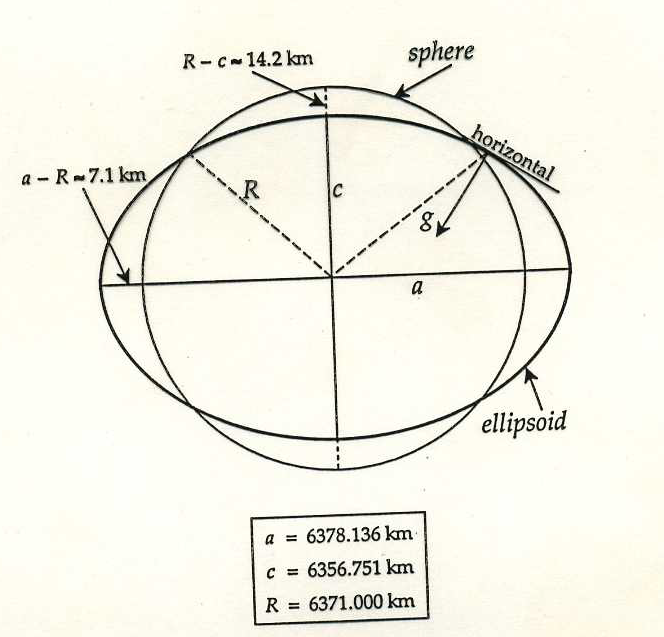 R – c ≈ 14.2 km
sphere
horizontal
a – R ≈ 7.1 km
R
c
g
a
ellipsoid
a = 6378.136 km
c = 6356.751 km
R = 6371.000 km